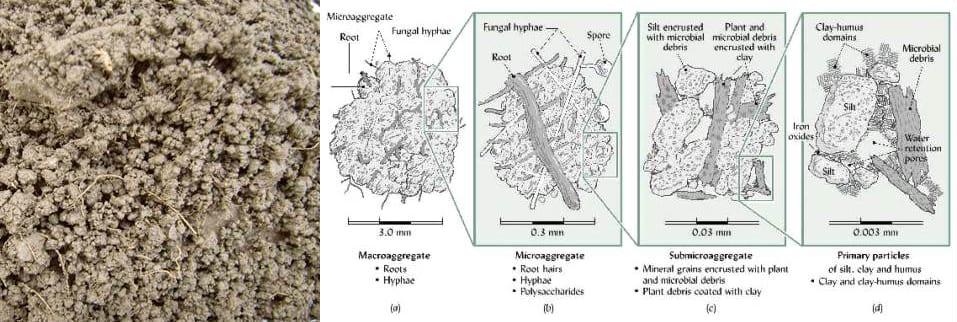 Microaggregate
Root
Fungal hyphae
3.0 mm
Macroaggregate
• Roots
• Hyphae
(a)
Fungal hyphae
Spore
Root
0.3 mm
Microaggregate
• Root hairs
• Hyphae
• Polysaccharides
(b)
Silt encrusted
with microbial
debris
Plant and
microbial debris
encrusted with
clay
0.03 mm
Submicroaggregate
• Mineral grains encrusted with plant
and microbial debris
• Plant debris coated with clay
(c)
Clay-humus
domains
Microbial
debris
Silt
Iron
oxides
Water
retention
pores
Silt
0.003 mm
Primary particles
of silt, clay and humus
• Clay and clay-humus domains
(d)